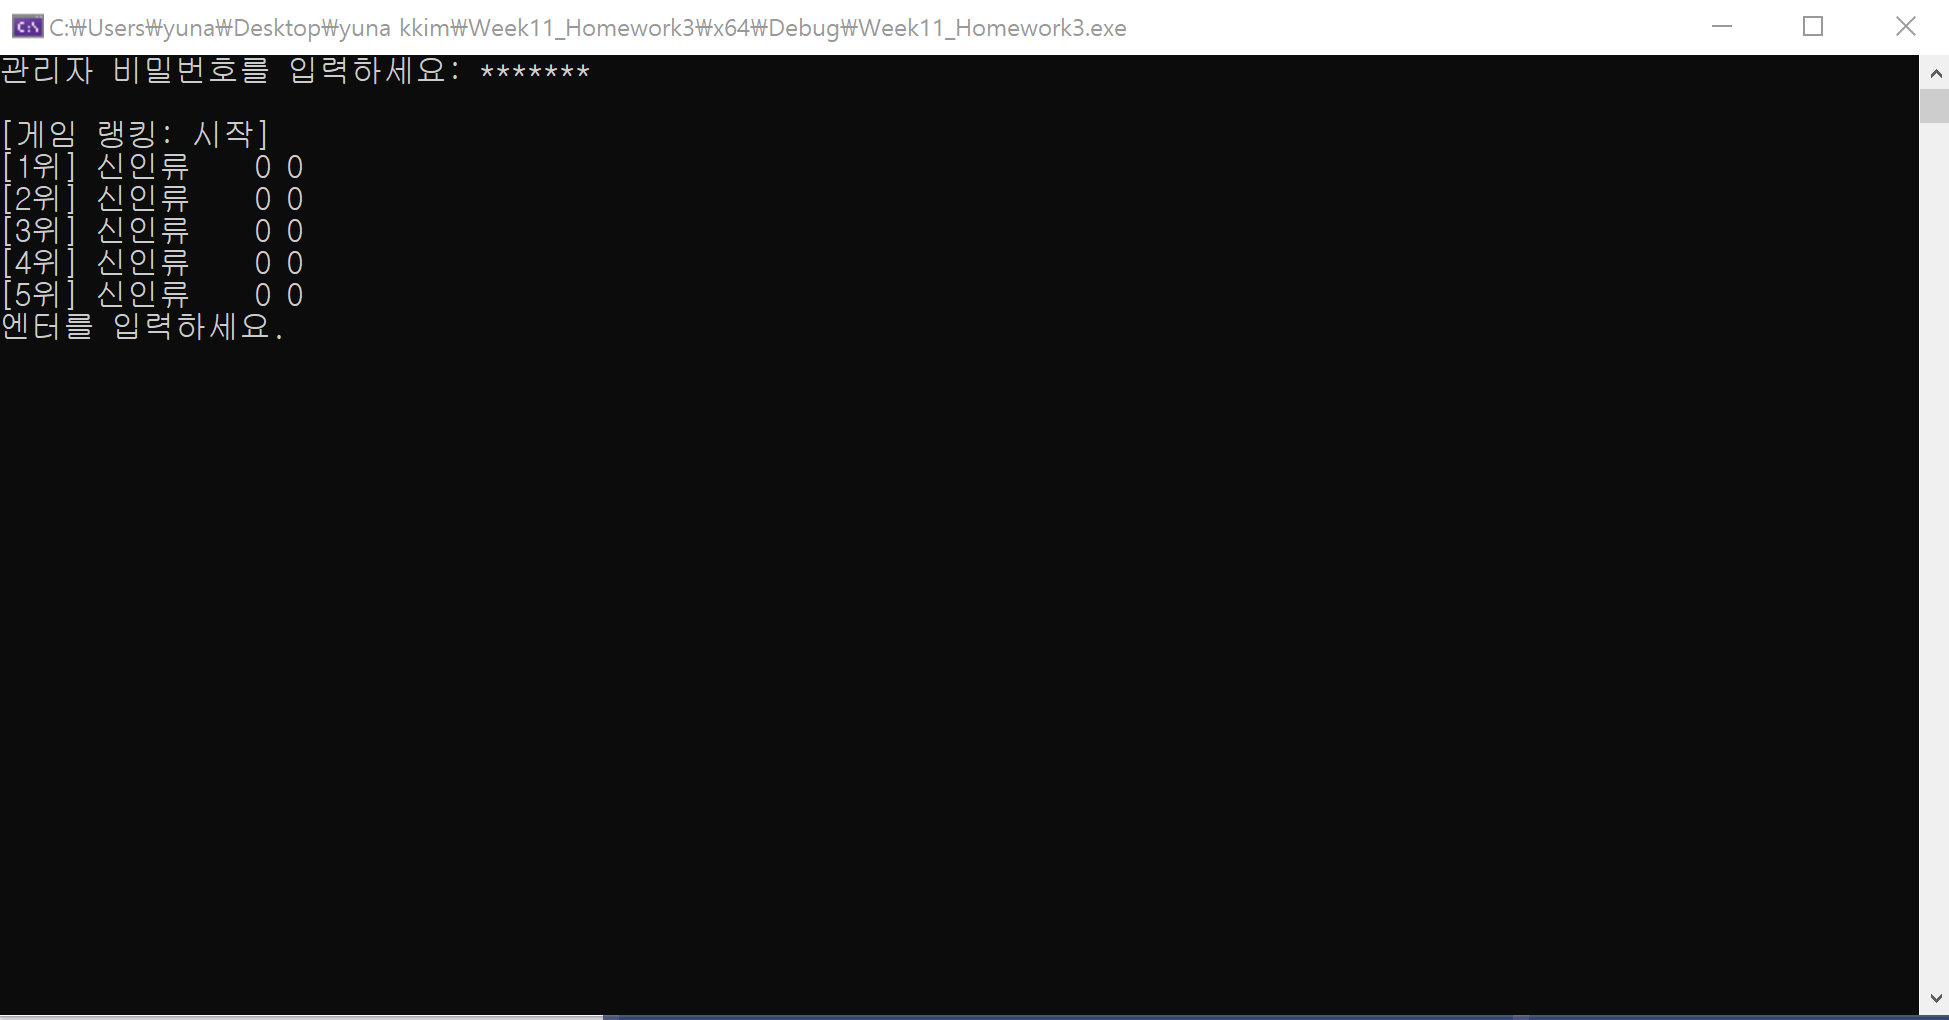 C:₩Users₩yuna₩Desktop₩yuna kkim₩Week11_Homework3₩x64₩Debug₩Week11_Homework3.exe
관리자 비밀번호를 입력하세요: *******
[게임 랭킹: 시작]
[1위] 신인류    0 0
[2위] 신인류    0 0
[3위] 신인류    0 0
[4위] 신인류    0 0
[5위] 신인류    0 0
엔터를 입력하세요.